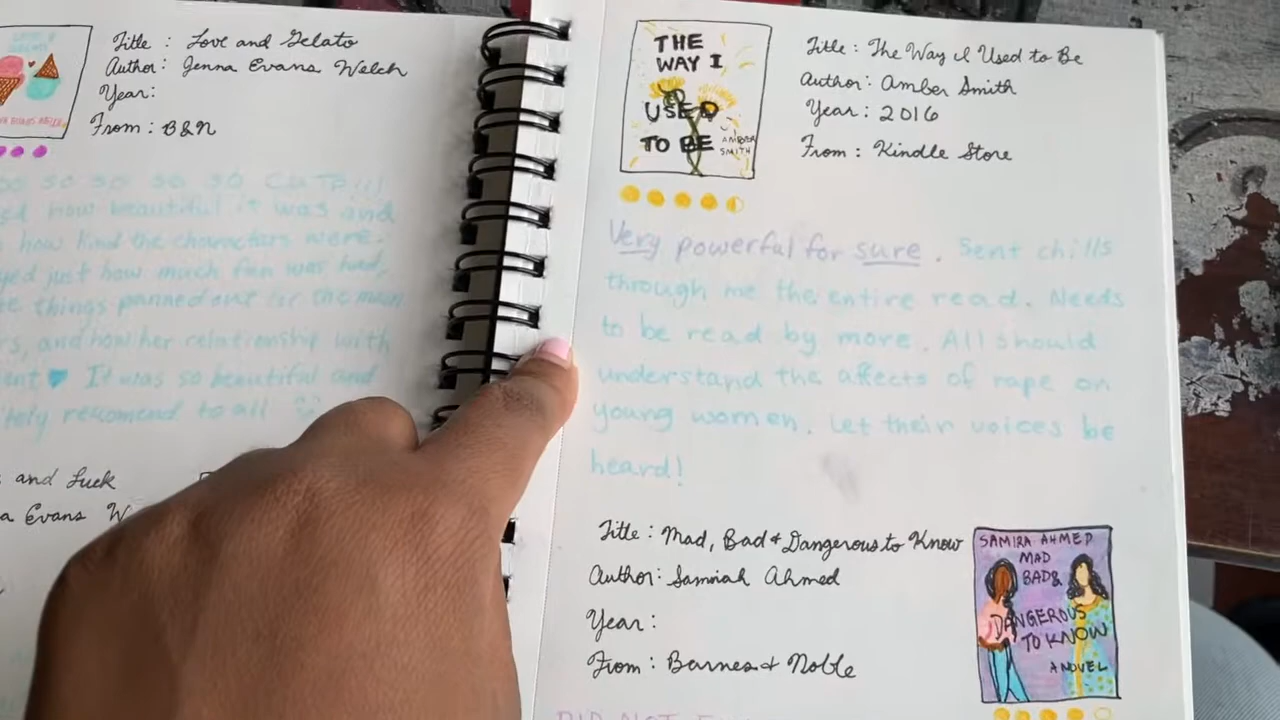 Title : Love and Gelato
Author: Jenna Evans Welch
Year:
From: B&N
so so so so CUTE!!!
how beautiful it was and
how kind the characters were.
just how much fun was had,
things panned out for the main
and how her relationship with
It was so beautiful and
recomend to all
and Luck
Evans W
THE
WAY I
USED
TO BE
AMBER
SMITH
Title: The Way I Used to Be
Author: Amber Smith
Year: 2016
From: Kindle Store
Very powerful for sure. Sent chills
through me the entire read. Needs
to be read by more. All should
understand the affects of rape on
young women. Let their voices be
heard!
Title: Mad, Bad & Dangerous to Know
Author: Samirah Ahmed
Year:
From: Barnes & Noble
SAMIRA AHMED
MAD
BAD&
DANGEROUS
TO KNOW
A NOVEL
DID NOT